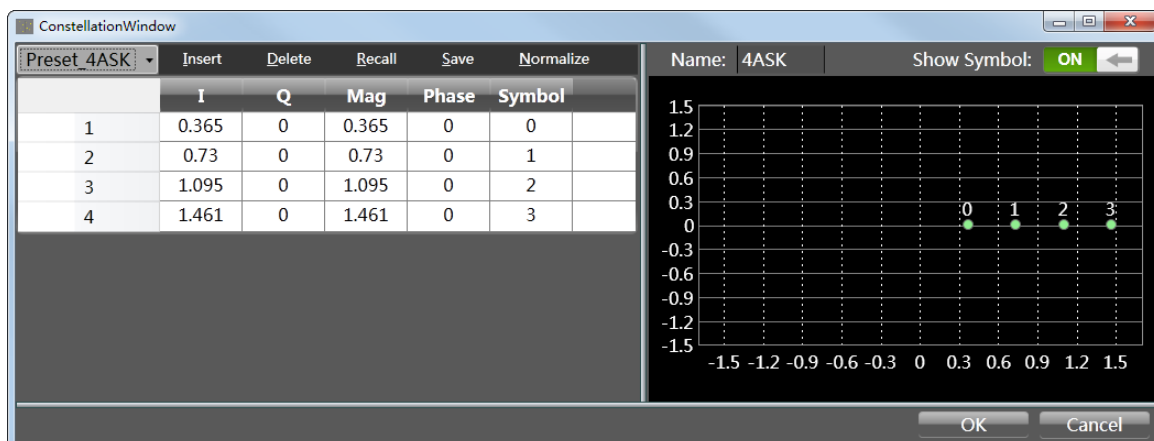 ConstellationWindow
Preset_4ASK Insert Delete Recall Save Normalize
I Q Mag Phase Symbol
1 0.365 0 0.365 0 0
2 0.73 0 0.73 0 1
3 1.095 0 1.095 0 2
4 1.461 0 1.461 0 3
Name: 4ASK Show Symbol: ON
1.5
1.2
0.9
0.6
0.3
0
-0.3
-0.6
-0.9
-1.2
-1.5
0 1 2 3
-1.5 -1.2 -0.9 -0.6 -0.3 0 0.3 0.6 0.9 1.2 1.5
OK Cancel